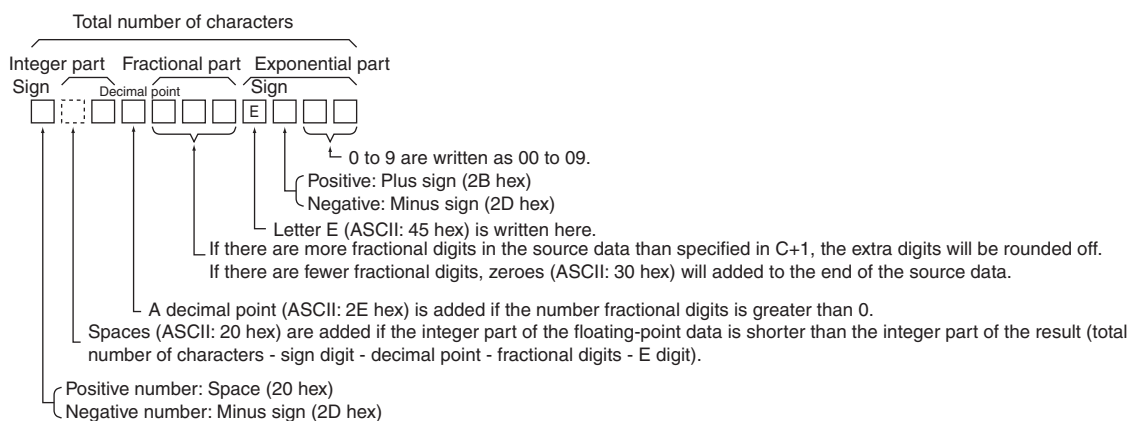 Total number of characters
Integer part Fractional part Exponential part
Sign Decimal point Sign
E
0 to 9 are written as 00 to 09.
Positive: Plus sign (2B hex)
Negative: Minus sign (2D hex)
Letter E (ASCII: 45 hex) is written here.
If there are more fractional digits in the source data than specified in C+1, the extra digits will be rounded off.
If there are fewer fractional digits, zeroes (ASCII: 30 hex) will added to the end of the source data.
A decimal point (ASCII: 2E hex) is added if the number fractional digits is greater than 0.
Spaces (ASCII: 20 hex) are added if the integer part of the floating-point data is shorter than the integer part of the result (total
number of characters - sign digit - decimal point - fractional digits - E digit).
Positive number: Space (20 hex)
Negative number: Minus sign (2D hex)